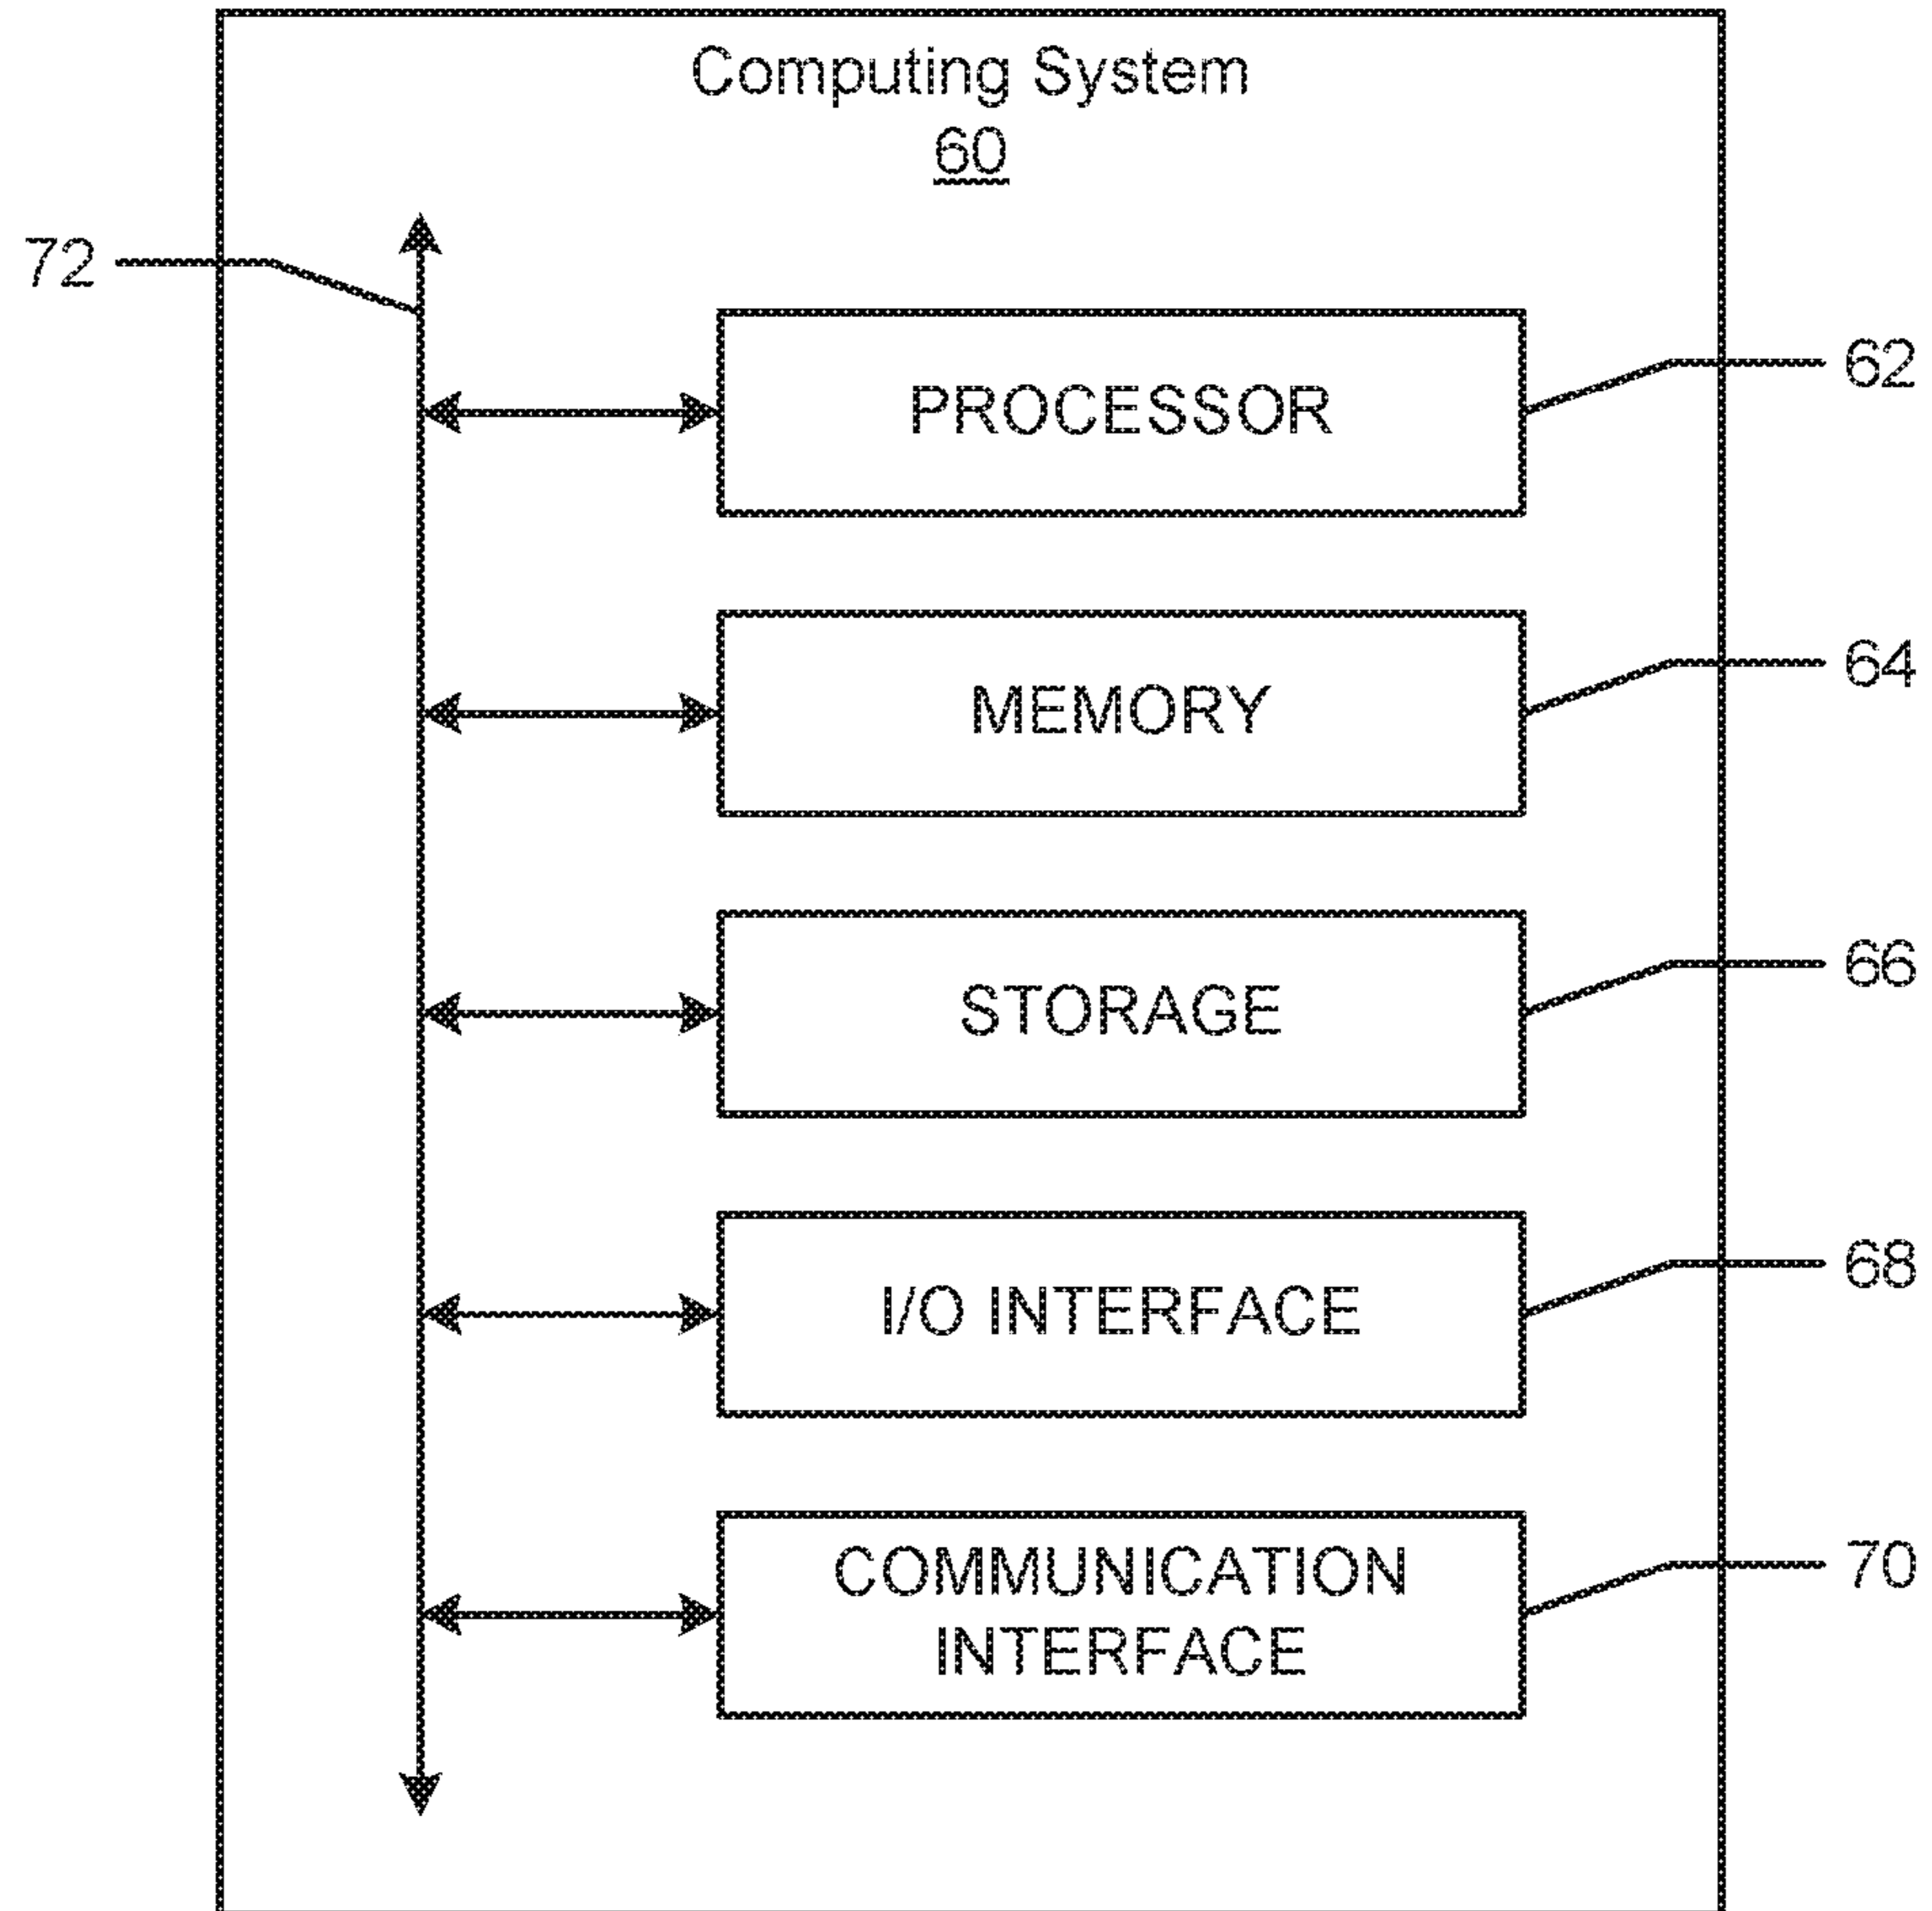 Computing System
60
72
PROCESSOR
62
MEMORY
64
STORAGE
66
I/O INTERFACE
68
COMMUNICATION
INTERFACE
70